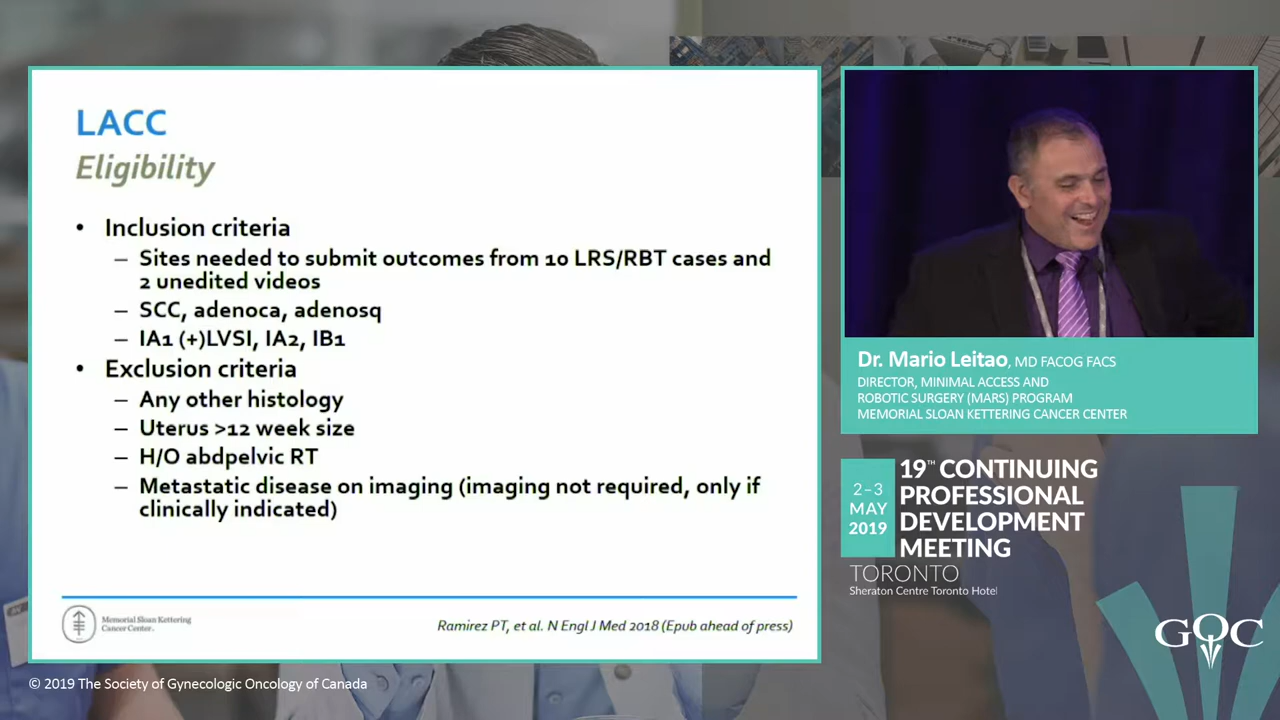 LACC
Eligibility
• Inclusion criteria
– Sites needed to submit outcomes from 10 LRS/RBT cases and
2 unedited videos
– SCC, adenoca, adenosq
– IA1 (+)LVSI, IA2, IB1
• Exclusion criteria
– Any other histology
– Uterus >12 week size
– H/O abdpelvic RT
– Metastatic disease on imaging (imaging not required, only if
clinically indicated)
Memorial Sloan Kettering
Cancer Center
Ramirez PT, et al. N Engl J Med 2018 (Epub ahead of press)
Dr. Mario Leitao, MD FACOG FACS
DIRECTOR, MINIMAL ACCESS AND
ROBOTIC SURGERY (MARS) PROGRAM
MEMORIAL SLOAN KETTERING CANCER CENTER
2–3
MAY
2019
19™ CONTINUING
PROFESSIONAL
DEVELOPMENT
MEETING
TORONTO
Sheraton Centre Toronto Hotel
GOC
© 2019 The Society of Gynecologic Oncology of Canada